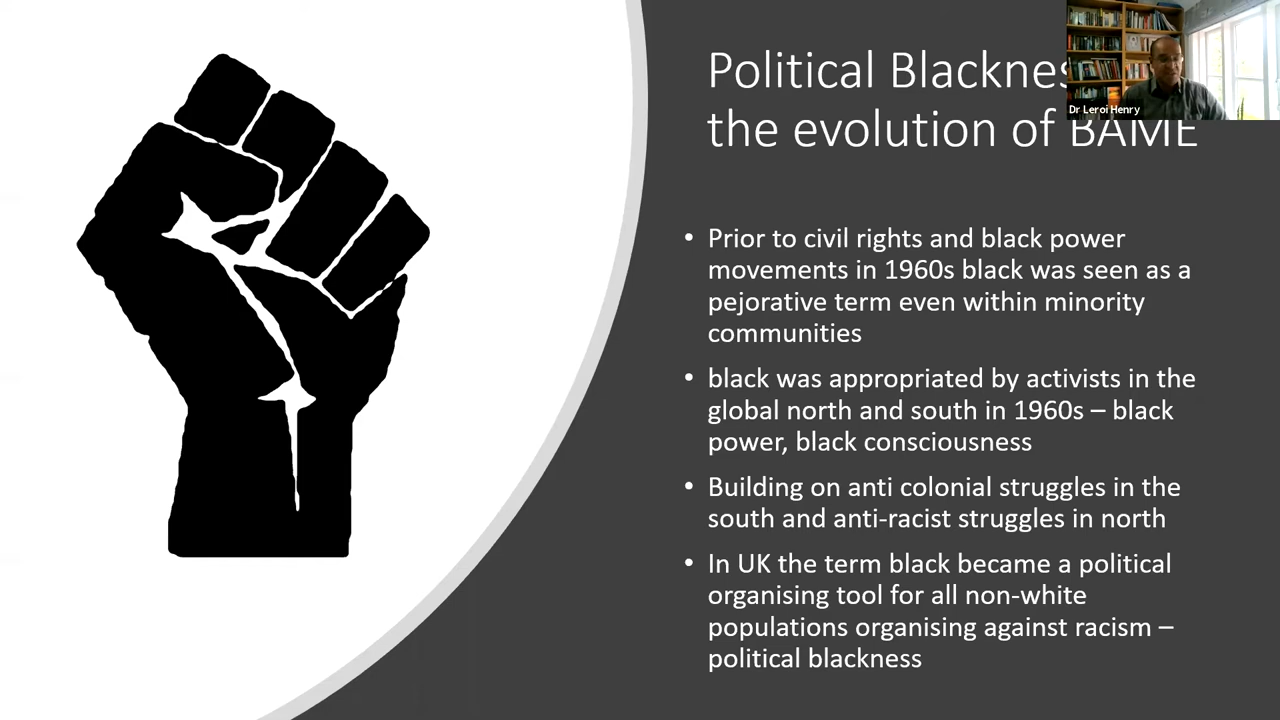 Political Blacknes
the evolution of BAME
Dr Leroi Henry
• Prior to civil rights and black power
movements in 1960s black was seen as a
pejorative term even within minority
communities
• black was appropriated by activists in the
global north and south in 1960s – black
power, black consciousness
• Building on anti colonial struggles in the
south and anti-racist struggles in north
• In UK the term black became a political
organising tool for all non-white
populations organising against racism –
political blackness